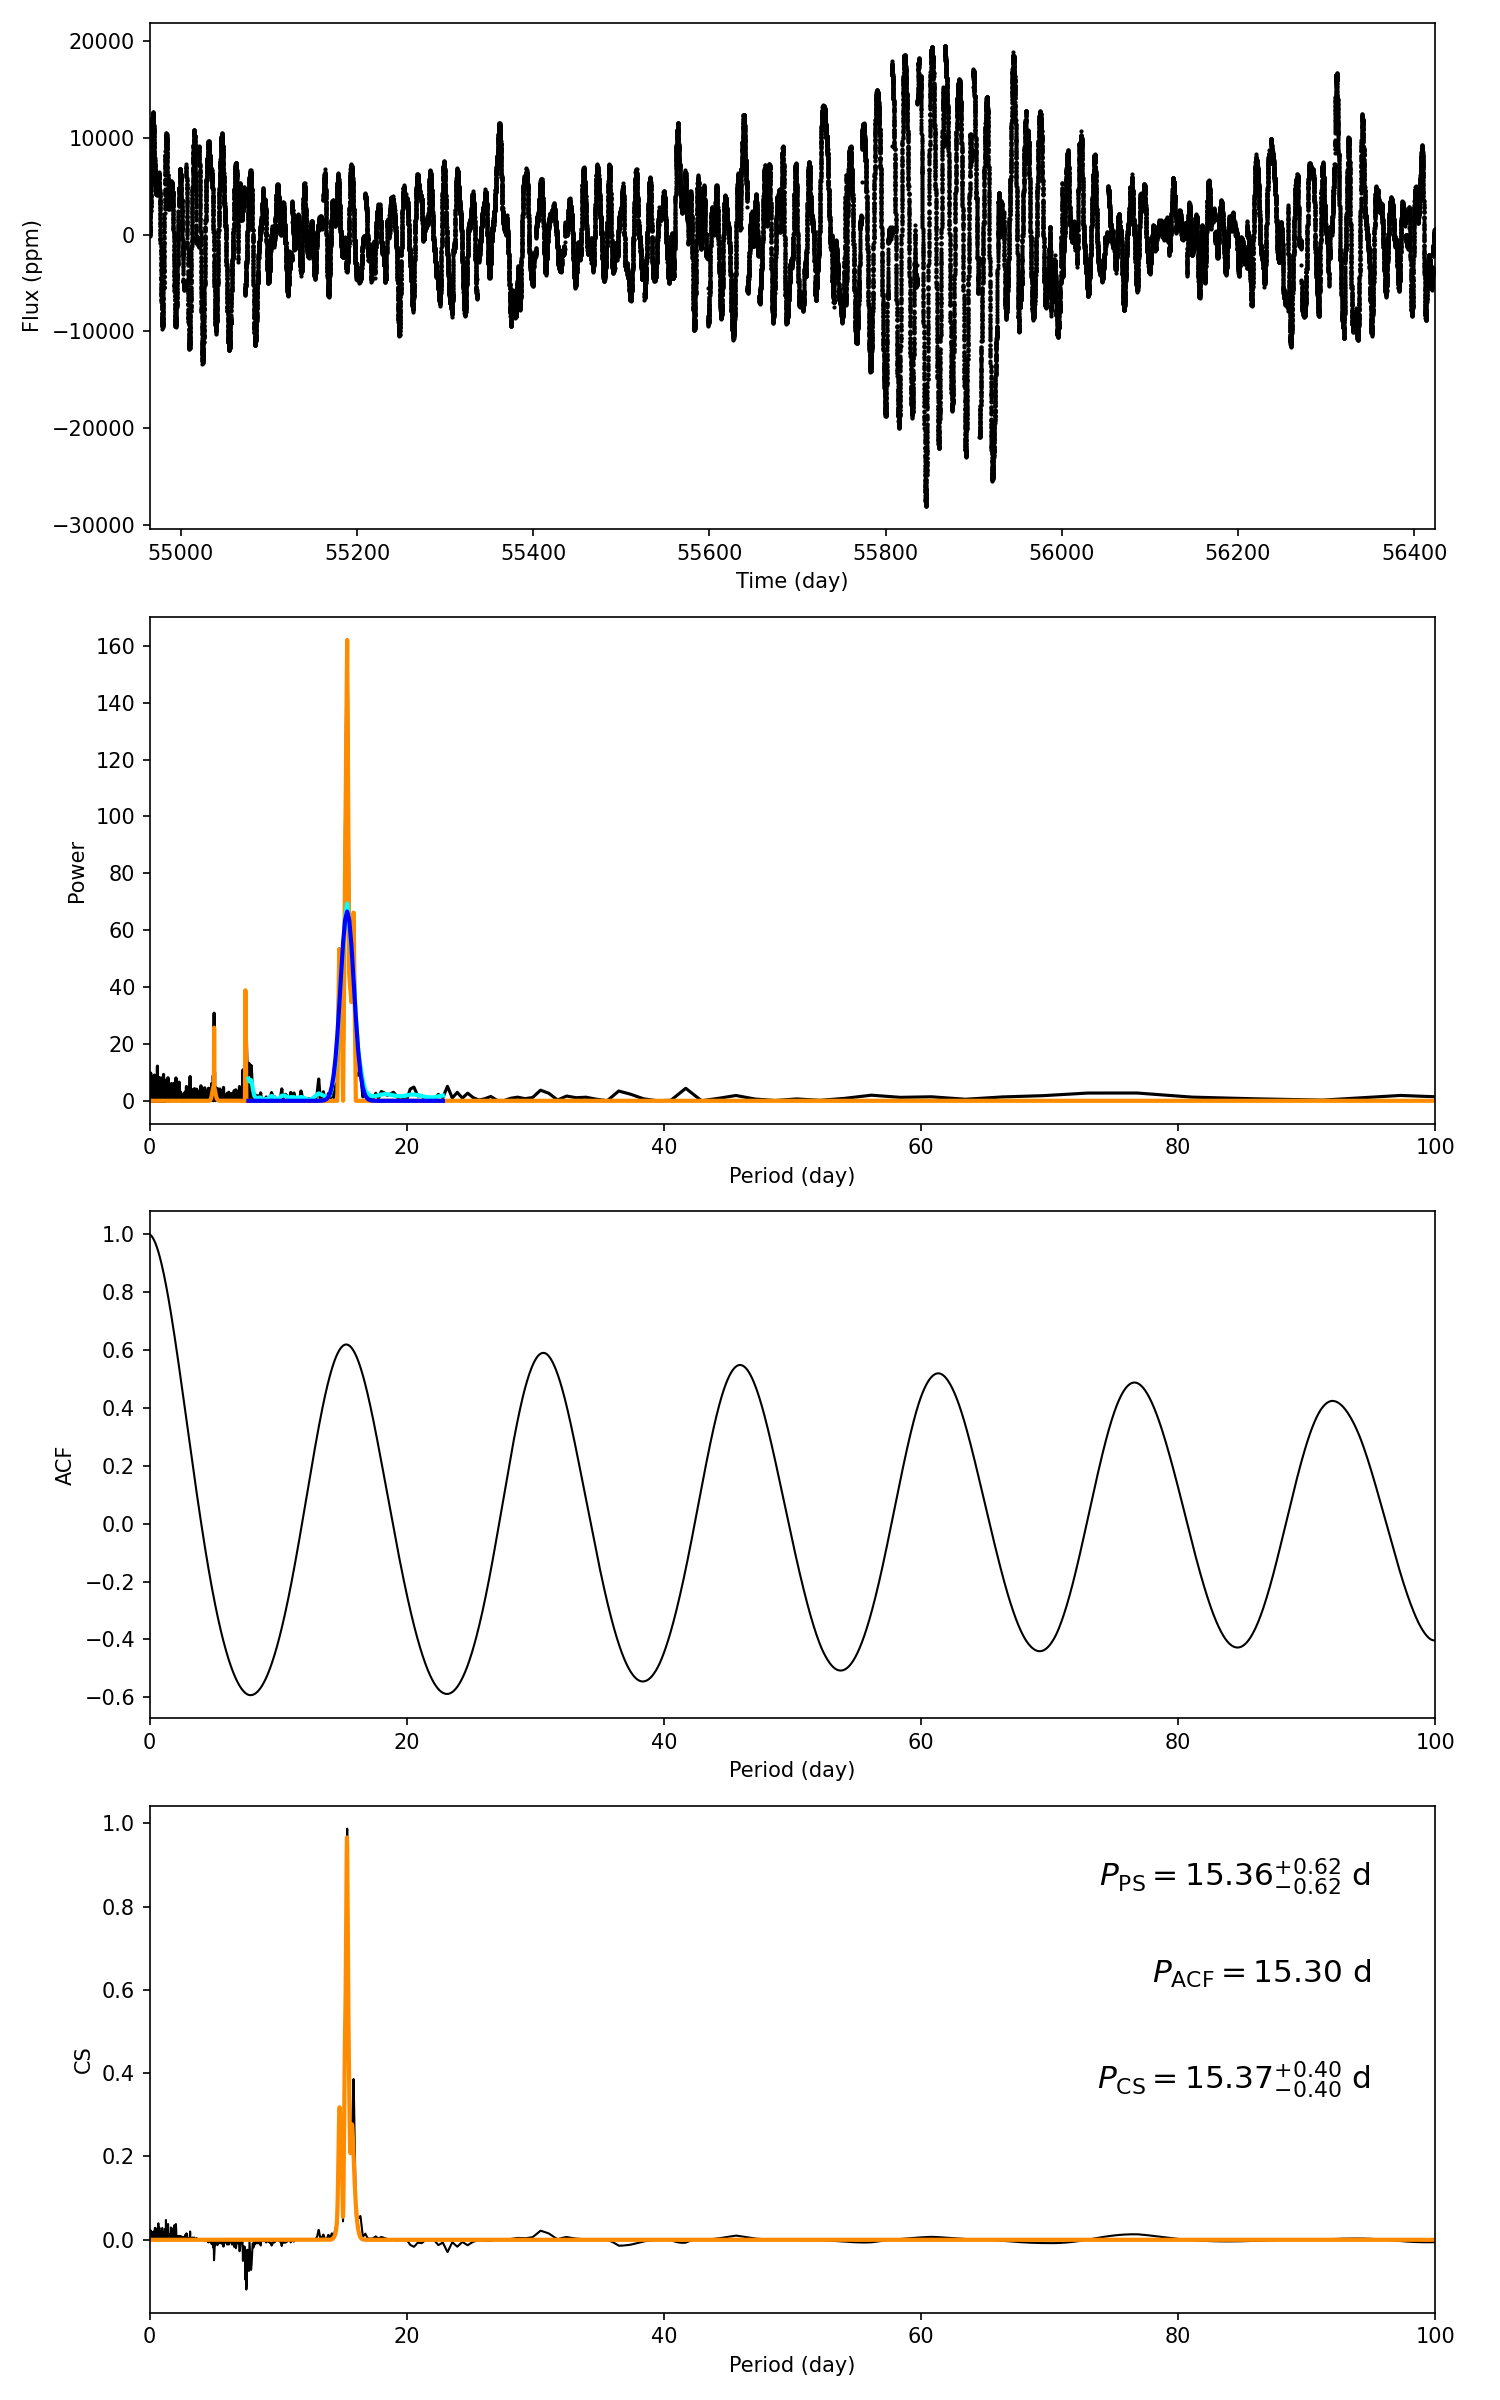 20000
10000
0
−10000
−20000
−30000
Flux (ppm)
55000 55200 55400 55600 55800 56000 56200 56400
Time (day)
160
140
120
100
80
60
40
20
0
Power
0 20 40 60 80 100
Period (day)
1.0
0.8
0.6
0.4
0.2
0.0
−0.2
−0.4
−0.6
ACF
0 20 40 60 80 100
Period (day)
1.0
0.8
0.6
0.4
0.2
0.0
CS
P_PS = 15.36^{+0.62}_{−0.62} d
P_ACF = 15.30 d
P_CS = 15.37^{+0.40}_{−0.40} d
0 20 40 60 80 100
Period (day)